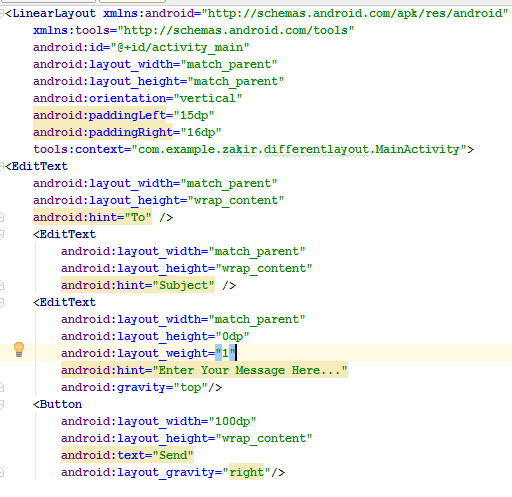 <LinearLayout xmlns:android="http://schemas.android.com/apk/res/android"
xmlns:tools="http://schemas.android.com/tools"
android:id="@+id/activity_main"
android:layout_width="match_parent"
android:layout_height="match_parent"
android:orientation="vertical"
android:paddingLeft="15dp"
android:paddingRight="16dp"
tools:context="com.example.zakir.differentlayout.MainActivity">
<EditText
android:layout_width="match_parent"
android:layout_height="wrap_content"
android:hint="To" />
<EditText
android:layout_width="match_parent"
android:layout_height="wrap_content"
android:hint="Subject" />
<EditText
android:layout_width="match_parent"
android:layout_height="0dp"
android:layout_weight="1"
android:hint="Enter Your Message Here..."
android:gravity="top"/>
<Button
android:layout_width="100dp"
android:layout_height="wrap_content"
android:text="Send"
android:layout_gravity="right"/>